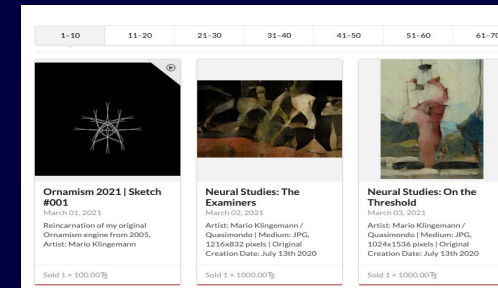 1–10 11–20 21–30 31–40 41–50 51–60 61–70
Ornamism 2021 | Sketch
#001
March 01, 2021
Reincarnation of my original
Ornamism engine from 2005,
Artist: Mario Klingemann
Sold 1 × 100.00ꜩ
Neural Studies: The
Examiners
March 02, 2021
Artist: Mario Klingemann /
Quasimondo | Medium: JPG,
1216x832 pixels | Original
Creation Date: July 13th 2020
Sold 1 × 1000.00ꜩ
Neural Studies: On the
Threshold
March 03, 2021
Artist: Mario Klingemann /
Quasimondo | Medium: JPG,
1024x1536 pixels | Original
Creation Date: July 13th 2020
Sold 1 × 1000.00ꜩ